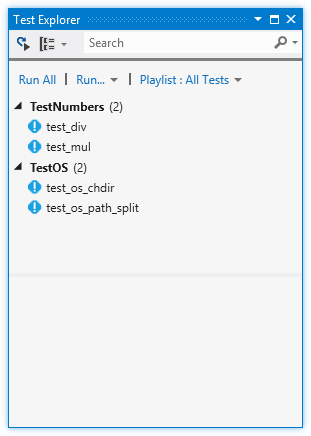 Test Explorer
Search
Run All | Run... | Playlist : All Tests
TestNumbers (2)
test_div
test_mul
TestOS (2)
test_os_chdir
test_os_path_split